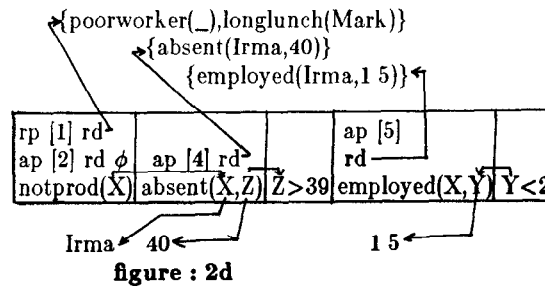 {poorworker(_),longlunch(Mark)}
{absent(Irma,40)}
{employed(Irma,1 5)}
rp [1] rd ap [5]
ap [2] rd ϕ ap [4] rd rd
notprod(X) absent(X,Z) Z>39 employed(X,Y) Y<2
Irma 40 1 5
figure : 2d